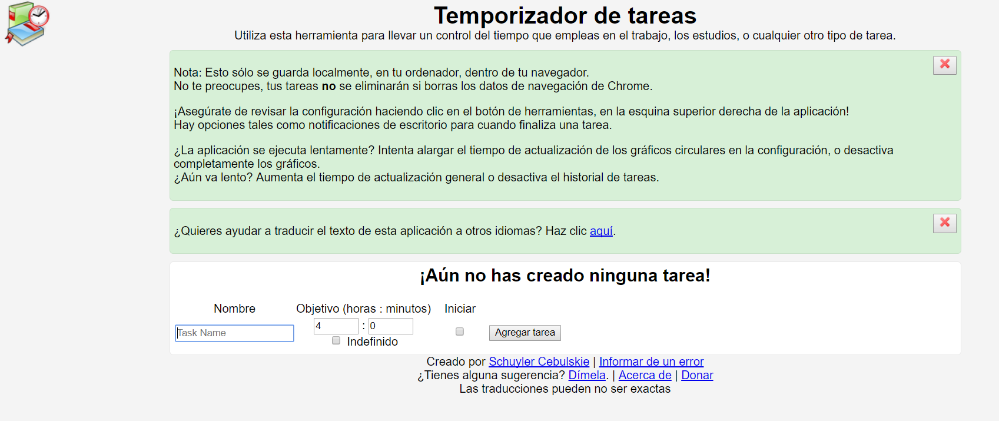 Temporizador de tareas
Utiliza esta herramienta para llevar un control del tiempo que empleas en el trabajo, los estudios, o cualquier otro tipo de tarea.
Nota: Esto sólo se guarda localmente, en tu ordenador, dentro de tu navegador.
No te preocupes, tus tareas no se eliminarán si borras los datos de navegación de Chrome.
¡Asegúrate de revisar la configuración haciendo clic en el botón de herramientas, en la esquina superior derecha de la aplicación!
Hay opciones tales como notificaciones de escritorio para cuando finaliza una tarea.
¿La aplicación se ejecuta lentamente? Intenta alargar el tiempo de actualización de los gráficos circulares en la configuración, o desactiva
completamente los gráficos.
¿Aún va lento? Aumenta el tiempo de actualización general o desactiva el historial de tareas.
¿Quieres ayudar a traducir el texto de esta aplicación a otros idiomas? Haz clic aquí.
¡Aún no has creado ninguna tarea!
Nombre Objetivo (horas : minutos) Iniciar
Task Name 4 : 0 Agregar tarea
Indefinido
Creado por Schuyler Cebulskie | Informar de un error
¿Tienes alguna sugerencia? Dímela. | Acerca de | Donar
Las traducciones pueden no ser exactas